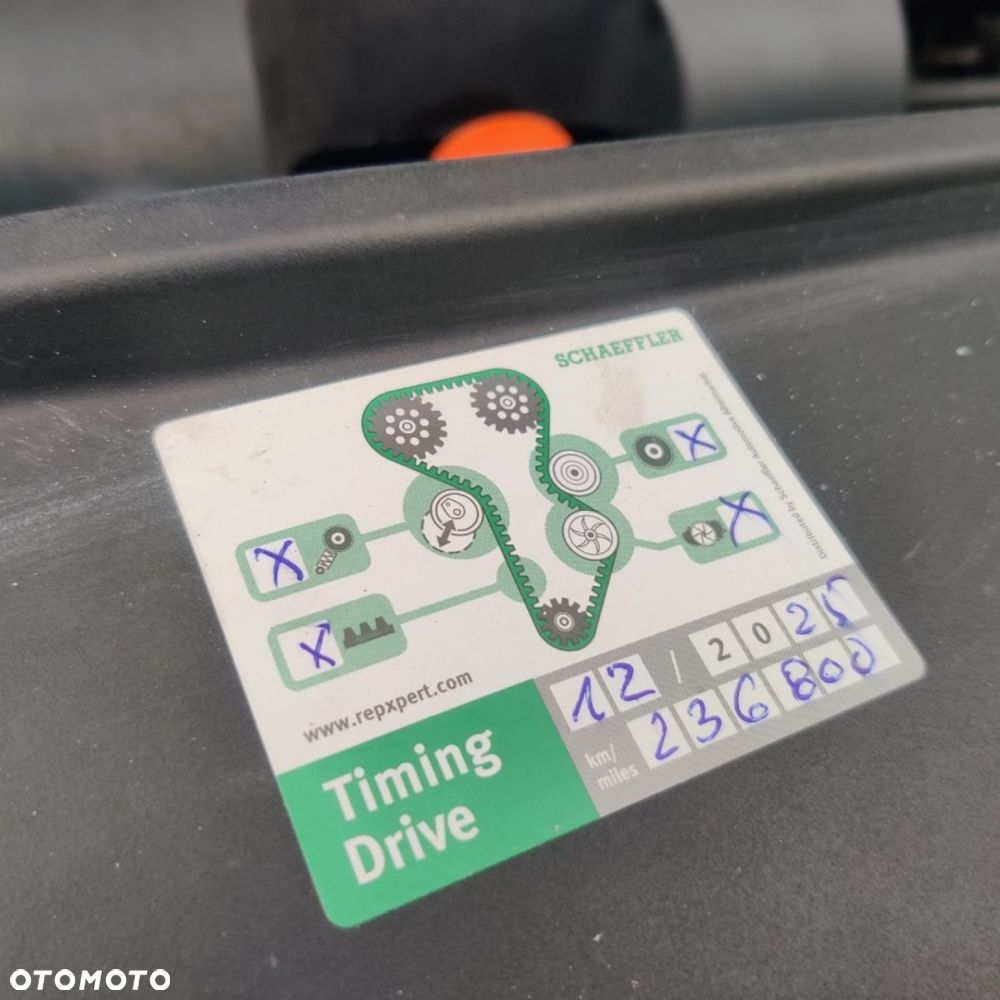 SCHAEFFLER
Distributed by Schaeffler Automotive Aftermarket
X
X
X
X
www.repxpert.com
12 / 2025
km/
miles
236800
Timing
Drive
OTOMOTO